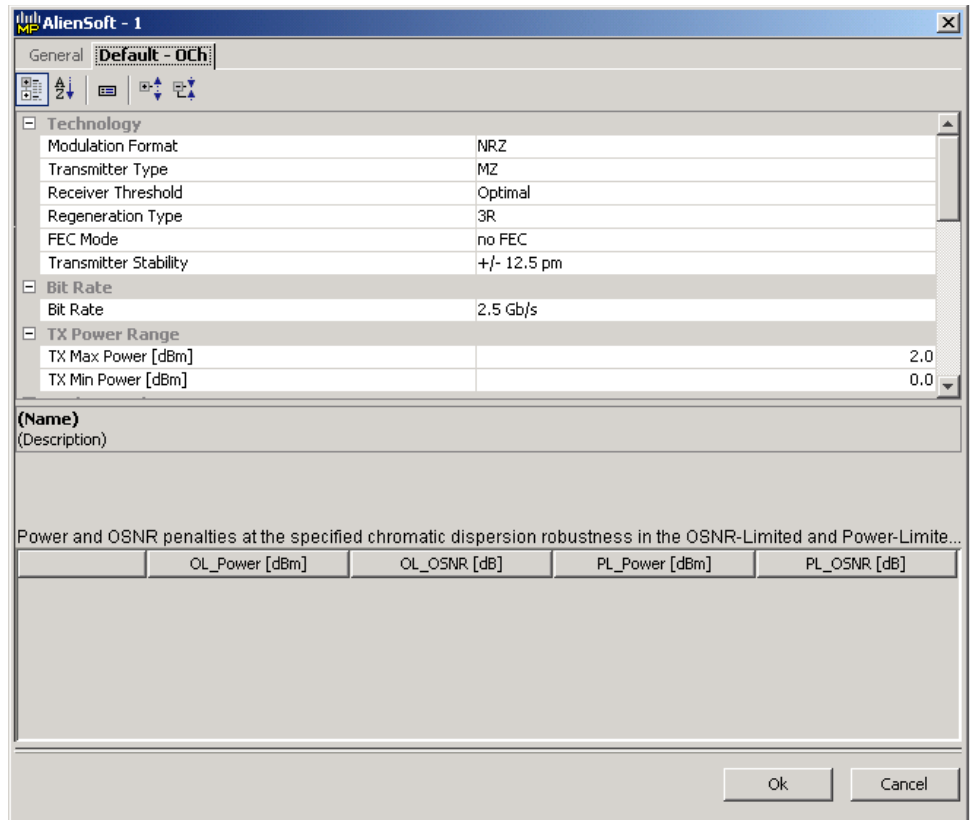 MP AlienSoft - 1
General Default - OCh
Technology
Modulation Format NRZ
Transmitter Type MZ
Receiver Threshold Optimal
Regeneration Type 3R
FEC Mode no FEC
Transmitter Stability +/- 12.5 pm
Bit Rate
Bit Rate 2.5 Gb/s
TX Power Range
TX Max Power [dBm] 2.0
TX Min Power [dBm] 0.0
(Name)
(Description)
Power and OSNR penalties at the specified chromatic dispersion robustness in the OSNR-Limited and Power-Limite...
OL_Power [dBm] OL_OSNR [dB] PL_Power [dBm] PL_OSNR [dB]
Ok Cancel